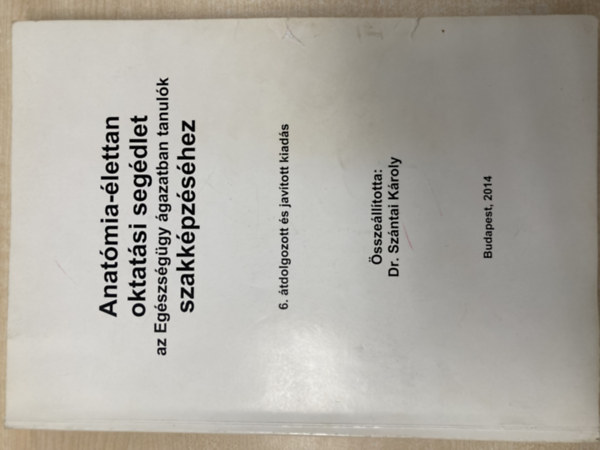 Anatómia-élettan
oktatási segédlet
az Egészségügy ágazatban tanulók
szakképzéséhez
6. átdolgozott és javított kiadás
Összeállította:
Dr. Szántai Károly
Budapest, 2014